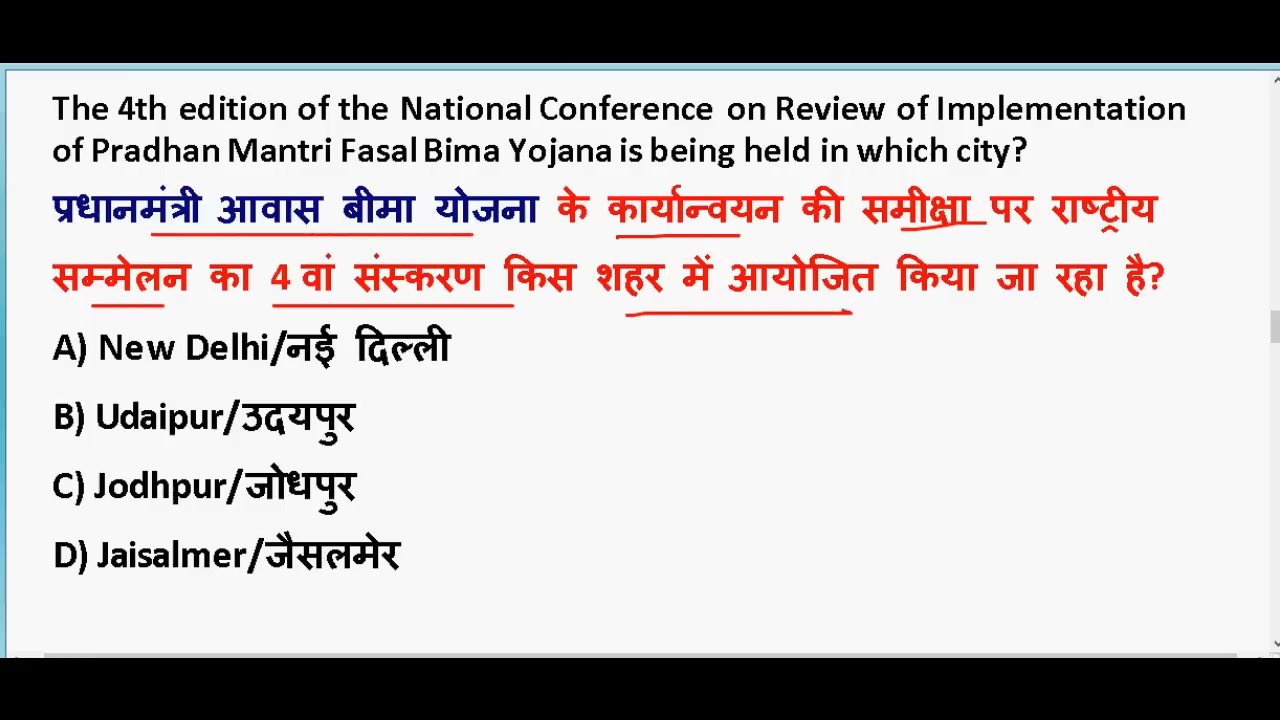 The 4th edition of the National Conference on Review of Implementation
of Pradhan Mantri Fasal Bima Yojana is being held in which city?
प्रधानमंत्री आवास बीमा योजना के कार्यान्वयन की समीक्षा पर राष्ट्रीय
सम्मेलन का 4 वां संस्करण किस शहर में आयोजित किया जा रहा है?
A) New Delhi/नई दिल्ली
B) Udaipur/उदयपुर
C) Jodhpur/जोधपुर
D) Jaisalmer/जैसलमेर